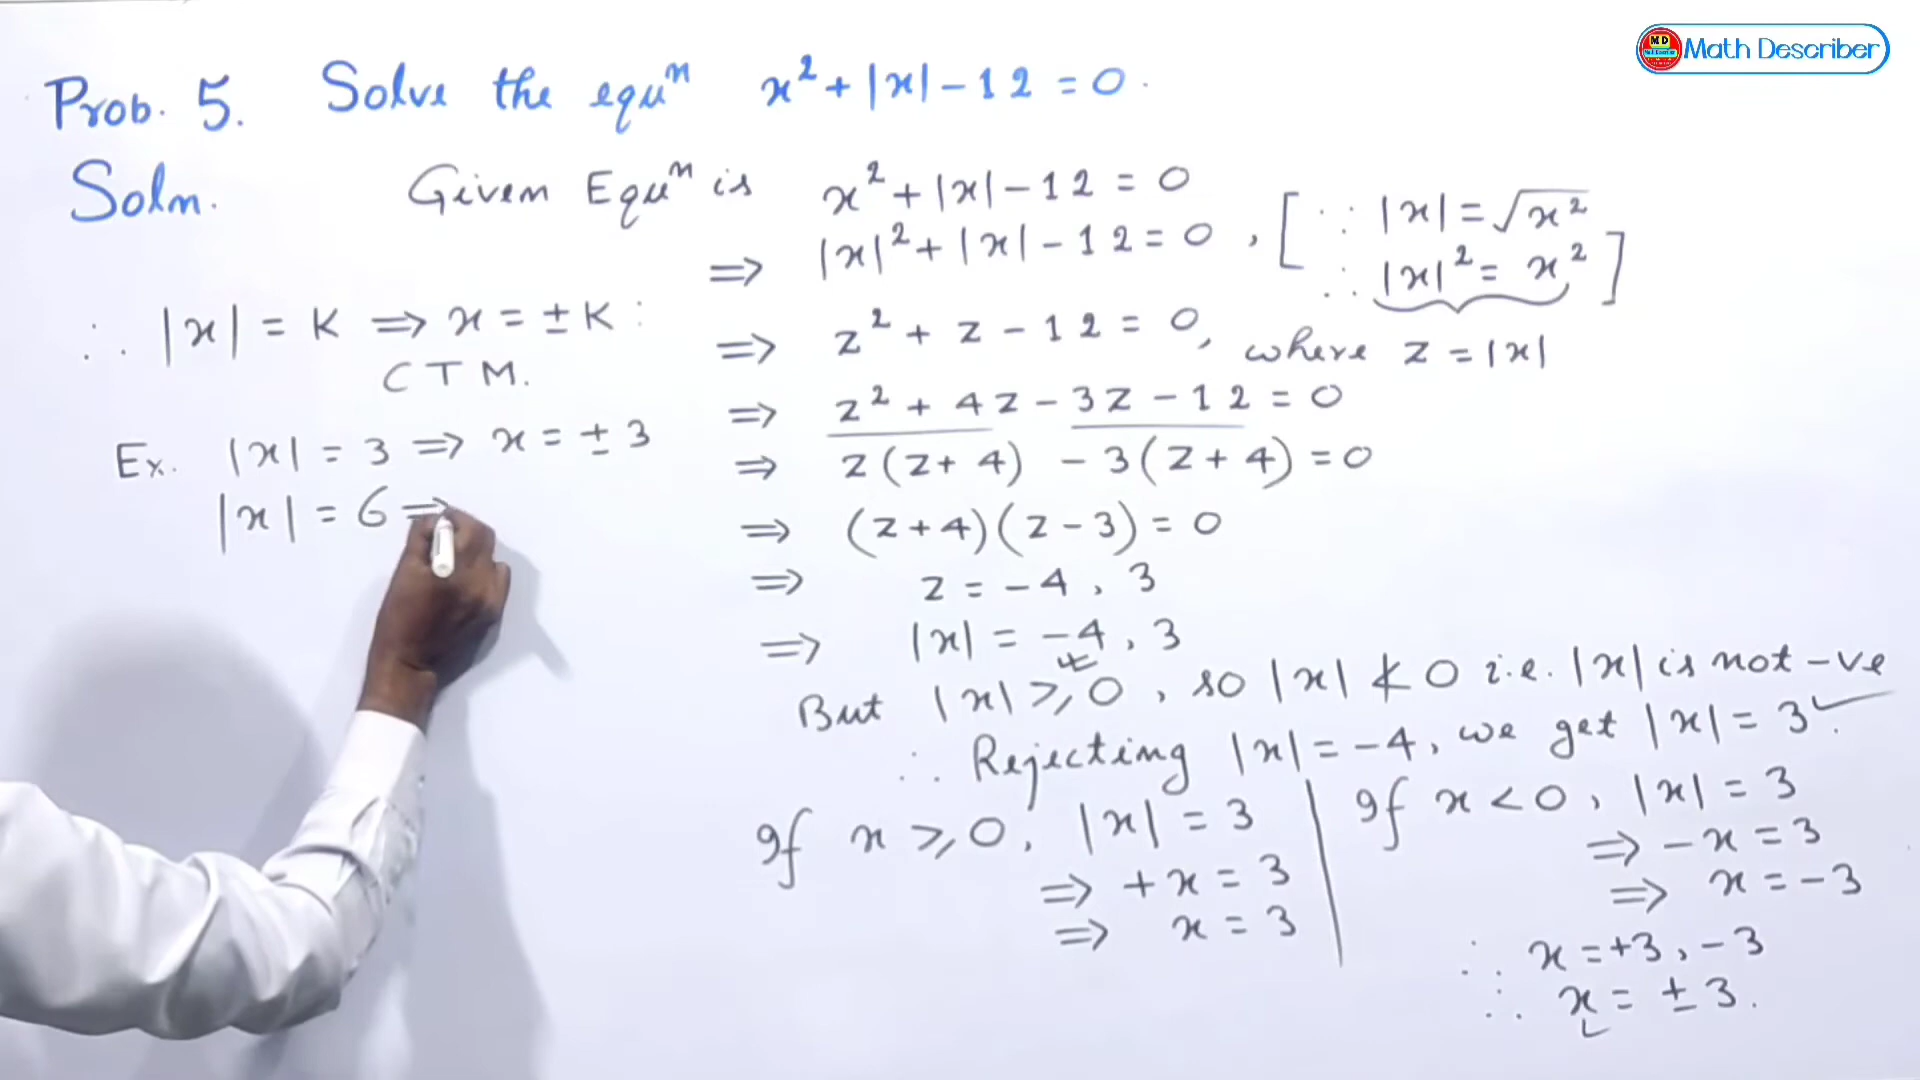 MD Math Describer
Prob. 5. Solve the equⁿ x² + |x| - 12 = 0.
Soln. Given Equⁿ is x² + |x| - 12 = 0
⇒ |x|² + |x| - 12 = 0, [∵ |x| = √x²
∴ |x|² = x²]
⇒ z² + z - 12 = 0, where z = |x|
⇒ z² + 4z - 3z - 12 = 0
⇒ z(z + 4) - 3(z + 4) = 0
⇒ (z + 4)(z - 3) = 0
⇒ z = -4, 3
⇒ |x| = -4, 3
But |x| ≥ 0, so |x| ≮ 0 i.e. |x| is not -ve
∴ Rejecting |x| = -4, we get |x| = 3 ✓.
If x ≥ 0, |x| = 3
⇒ +x = 3
⇒ x = 3
If x < 0, |x| = 3
⇒ -x = 3
⇒ x = -3
∴ x = +3, -3
∴ x = ± 3.
∴ |x| = K ⇒ x = ± K :
CTM.
Ex. |x| = 3 ⇒ x = ± 3
|x| = 6 ⇒